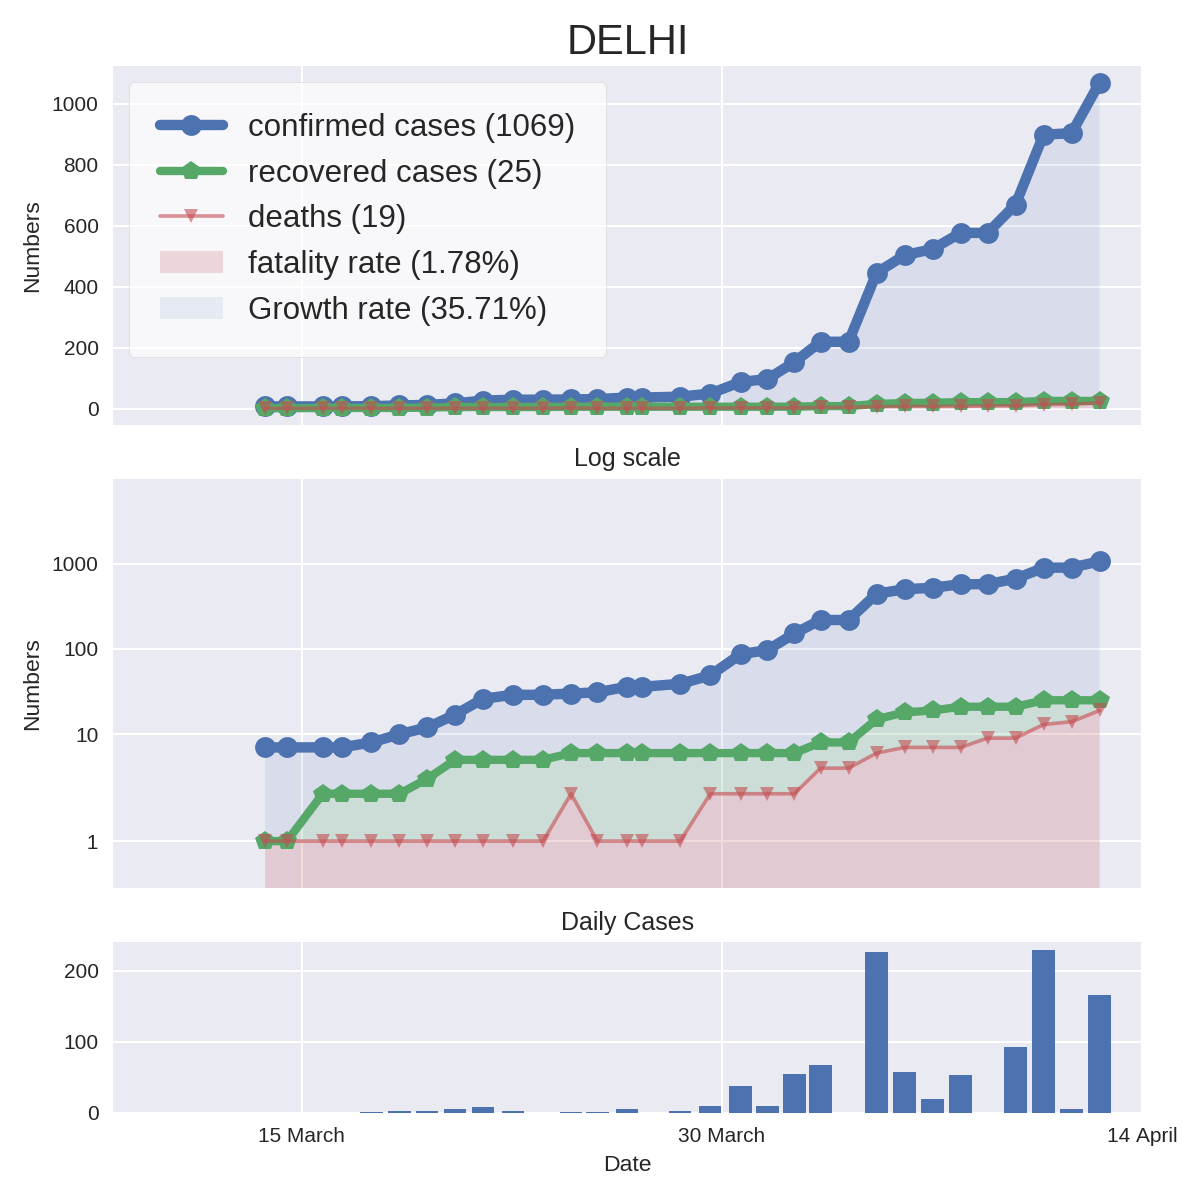 DELHI
1000
800
600
400
200
0
Numbers
confirmed cases (1069)
recovered cases (25)
deaths (19)
fatality rate (1.78%)
Growth rate (35.71%)
Log scale
1000
100
10
1
Numbers
Daily Cases
200
100
0
15 March 30 March 14 April
Date